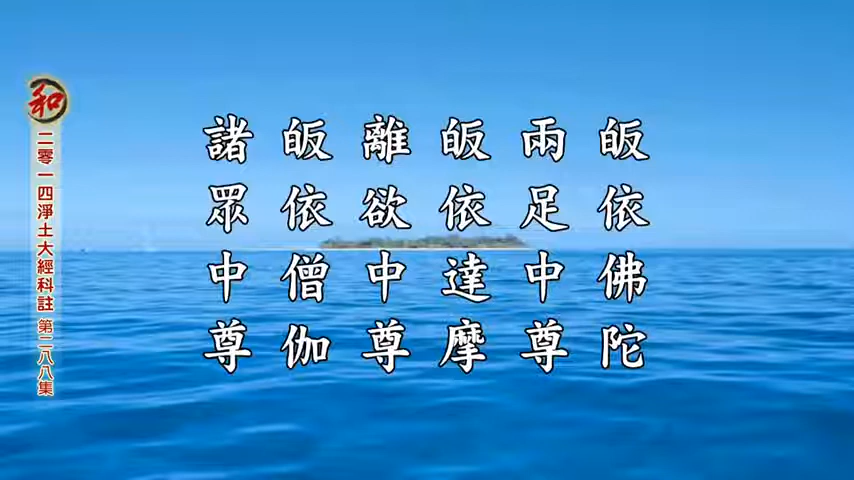 皈依佛陀
兩足中尊
皈依達摩
離欲中尊
皈依僧伽
諸眾中尊
和
二零一四淨土大經科註 第二八八集